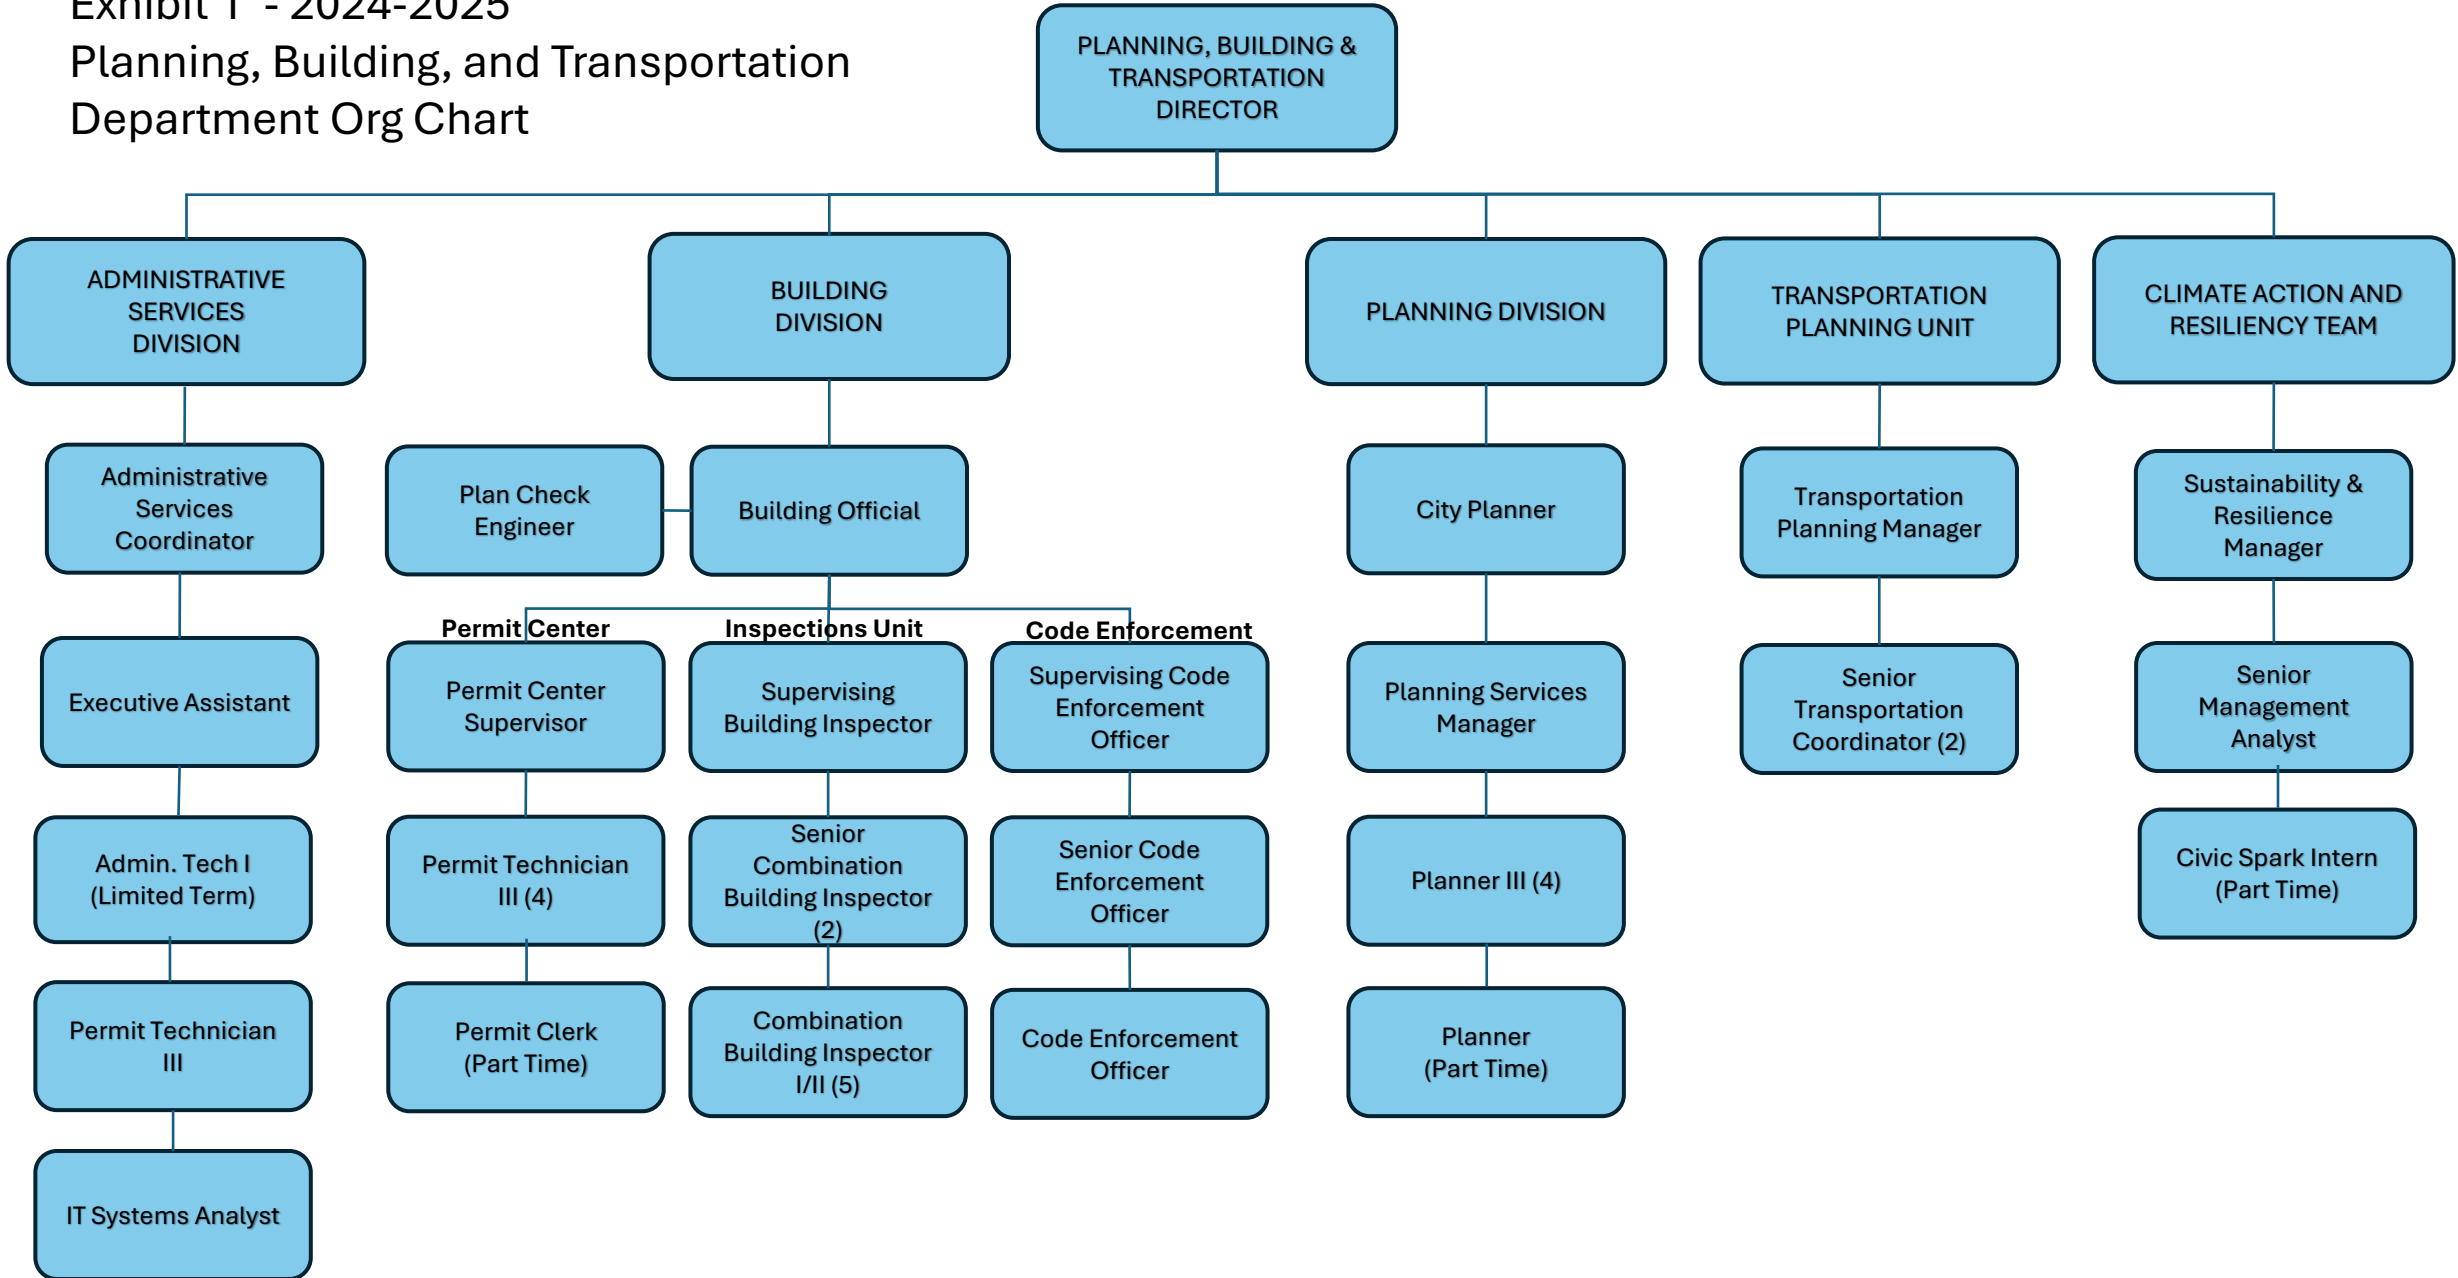 Exhibit 1 - 2024-2025
Planning, Building, and Transportation
Department Org Chart
PLANNING, BUILDING &
TRANSPORTATION
DIRECTOR
ADMINISTRATIVE
SERVICES
DIVISION
BUILDING
DIVISION
PLANNING DIVISION
TRANSPORTATION
PLANNING UNIT
CLIMATE ACTION AND
RESILIENCY TEAM
Administrative
Services
Coordinator
Plan Check
Engineer
Building Official
City Planner
Transportation
Planning Manager
Sustainability &
Resilience
Manager
Permit Center
Inspections Unit
Code Enforcement
Executive Assistant
Permit Center
Supervisor
Supervising
Building Inspector
Supervising Code
Enforcement
Officer
Planning Services
Manager
Senior
Transportation
Coordinator (2)
Senior
Management
Analyst
Admin. Tech I
(Limited Term)
Permit Technician
III (4)
Senior
Combination
Building Inspector
(2)
Senior Code
Enforcement
Officer
Planner III (4)
Civic Spark Intern
(Part Time)
Permit Technician
III
Permit Clerk
(Part Time)
Combination
Building Inspector
I/II (5)
Code Enforcement
Officer
Planner
(Part Time)
IT Systems Analyst